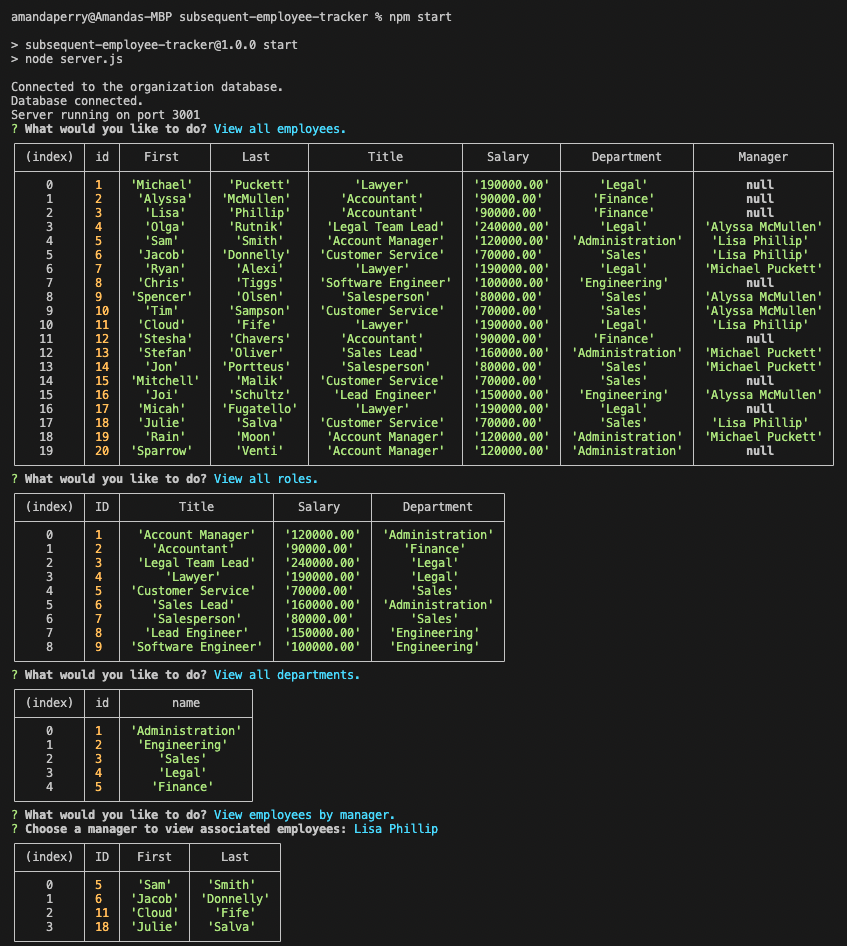 amandaperry@Amandas-MBP subsequent-employee-tracker % npm start
> subsequent-employee-tracker@1.0.0 start
> node server.js
Connected to the organization database.
Database connected.
Server running on port 3001
? What would you like to do? View all employees.
(index) id First Last Title Salary Department Manager
0 1 'Michael' 'Puckett' 'Lawyer' '190000.00' 'Legal' null
1 2 'Alyssa' 'McMullen' 'Accountant' '90000.00' 'Finance' null
2 3 'Lisa' 'Phillip' 'Accountant' '90000.00' 'Finance' null
3 4 'Olga' 'Rutnik' 'Legal Team Lead' '240000.00' 'Legal' 'Alyssa McMullen'
4 5 'Sam' 'Smith' 'Account Manager' '120000.00' 'Administration' 'Lisa Phillip'
5 6 'Jacob' 'Donnelly' 'Customer Service' '70000.00' 'Sales' 'Lisa Phillip'
6 7 'Ryan' 'Alexi' 'Lawyer' '190000.00' 'Legal' 'Michael Puckett'
7 8 'Chris' 'Tiggs' 'Software Engineer' '100000.00' 'Engineering' null
8 9 'Spencer' 'Olsen' 'Salesperson' '80000.00' 'Sales' 'Alyssa McMullen'
9 10 'Tim' 'Sampson' 'Customer Service' '70000.00' 'Sales' 'Alyssa McMullen'
10 11 'Cloud' 'Fife' 'Lawyer' '190000.00' 'Legal' 'Lisa Phillip'
11 12 'Stesha' 'Chavers' 'Accountant' '90000.00' 'Finance' null
12 13 'Stefan' 'Oliver' 'Sales Lead' '160000.00' 'Administration' 'Michael Puckett'
13 14 'Jon' 'Portteus' 'Salesperson' '80000.00' 'Sales' 'Michael Puckett'
14 15 'Mitchell' 'Malik' 'Customer Service' '70000.00' 'Sales' null
15 16 'Joi' 'Schultz' 'Lead Engineer' '150000.00' 'Engineering' 'Alyssa McMullen'
16 17 'Micah' 'Fugatello' 'Lawyer' '190000.00' 'Legal' null
17 18 'Julie' 'Salva' 'Customer Service' '70000.00' 'Sales' 'Lisa Phillip'
18 19 'Rain' 'Moon' 'Account Manager' '120000.00' 'Administration' 'Michael Puckett'
19 20 'Sparrow' 'Venti' 'Account Manager' '120000.00' 'Administration' null
? What would you like to do? View all roles.
(index) ID Title Salary Department
0 1 'Account Manager' '120000.00' 'Administration'
1 2 'Accountant' '90000.00' 'Finance'
2 3 'Legal Team Lead' '240000.00' 'Legal'
3 4 'Lawyer' '190000.00' 'Legal'
4 5 'Customer Service' '70000.00' 'Sales'
5 6 'Sales Lead' '160000.00' 'Administration'
6 7 'Salesperson' '80000.00' 'Sales'
7 8 'Lead Engineer' '150000.00' 'Engineering'
8 9 'Software Engineer' '100000.00' 'Engineering'
? What would you like to do? View all departments.
(index) id name
0 1 'Administration'
1 2 'Engineering'
2 3 'Sales'
3 4 'Legal'
4 5 'Finance'
? What would you like to do? View employees by manager.
? Choose a manager to view associated employees: Lisa Phillip
(index) ID First Last
0 5 'Sam' 'Smith'
1 6 'Jacob' 'Donnelly'
2 11 'Cloud' 'Fife'
3 18 'Julie' 'Salva'